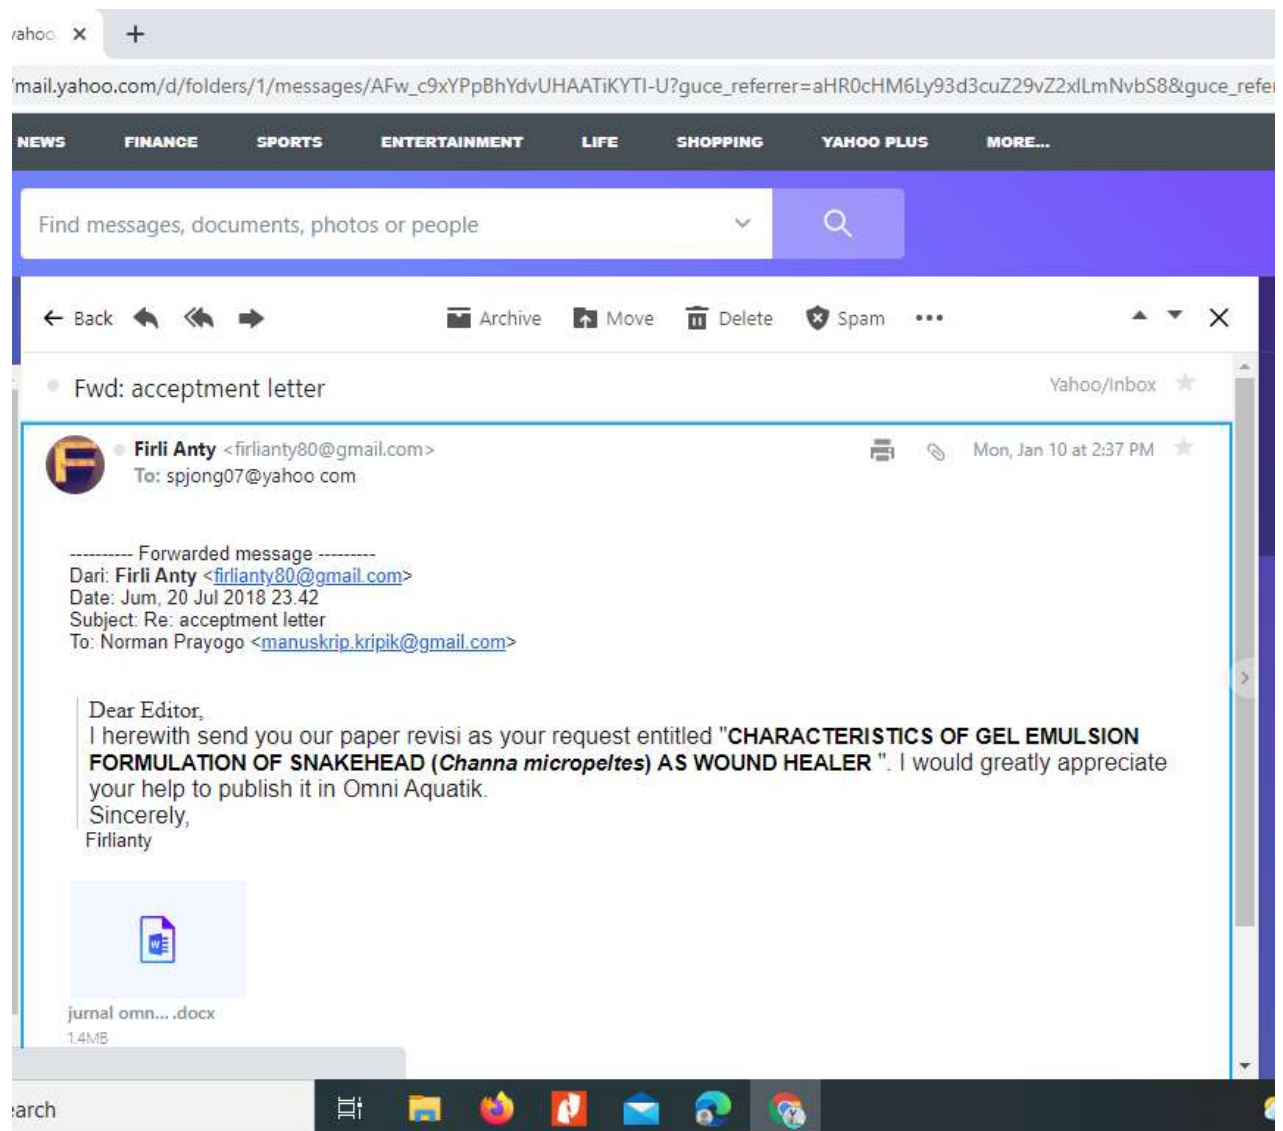 yahoo
mail.yahoo.com/d/folders/1/messages/AFw_c9xYPpBhYdvUHAATiKYTI-U?guce_referrer=aHR0cHM6Ly93d3cuZ29vZ2xlLmNvbS8&guce_refer
NEWS FINANCE SPORTS ENTERTAINMENT LIFE SHOPPING YAHOO PLUS MORE...
Find messages, documents, photos or people
Back Archive Move Delete Spam
Fwd: acceptment letter Yahoo/Inbox
Firli Anty <firlianty80@gmail.com> Mon, Jan 10 at 2:37 PM
To: spjong07@yahoo com
---------- Forwarded message ---------
Dari: Firli Anty <firlianty80@gmail.com>
Date: Jum, 20 Jul 2018 23.42
Subject: Re: acceptment letter
To: Norman Prayogo <manuskrip.kripik@gmail.com>
Dear Editor,
I herewith send you our paper revisi as your request entitled "CHARACTERISTICS OF GEL EMULSION
FORMULATION OF SNAKEHEAD (Channa micropeltes) AS WOUND HEALER ". I would greatly appreciate
your help to publish it in Omni Aquatik.
Sincerely,
Firlianty
jurnal omn... .docx
1.4MB
earch